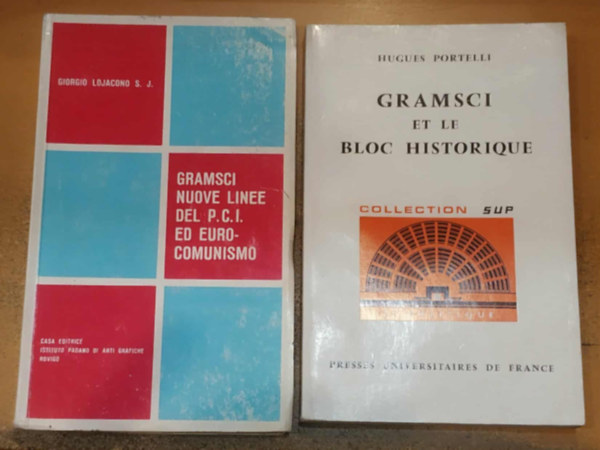 GIORGIO LOJACONO S. J.
GRAMSCI
NUOVE LINEE
DEL P.C.I.
ED EURO-
COMUNISMO
CASA EDITRICE
ISTITUTO PADANO DI ARTI GRAFICHE
ROVIGO
HUGUES PORTELLI
GRAMSCI
ET LE
BLOC HISTORIQUE
COLLECTION SUP
PRESSES UNIVERSITAIRES DE FRANCE